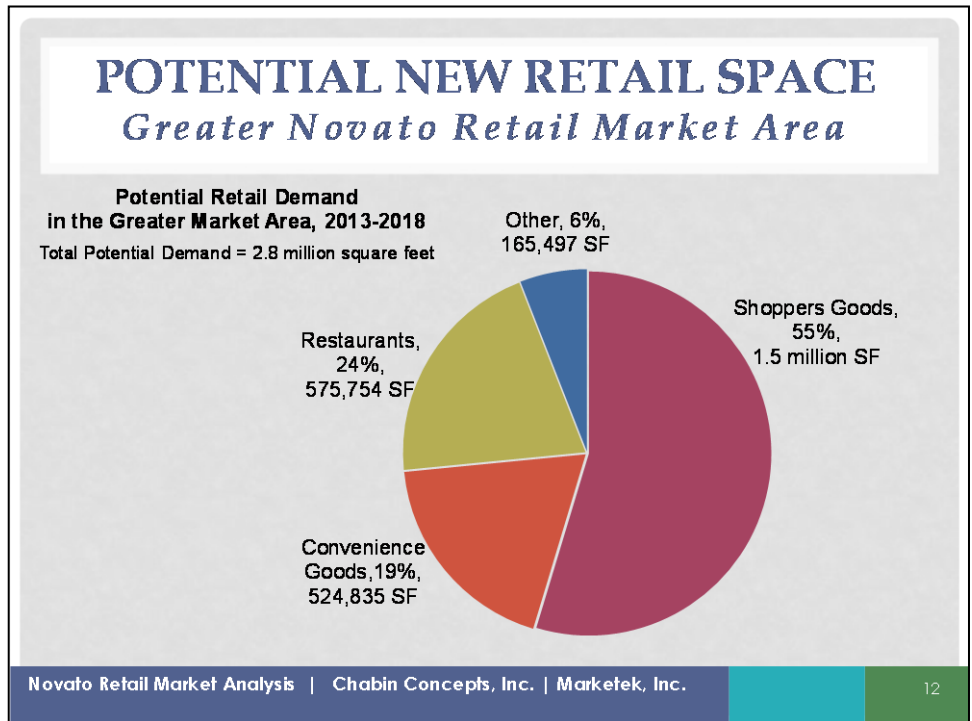 POTENTIAL NEW RETAIL SPACE
Greater Novato Retail Market Area
Potential Retail Demand
in the Greater Market Area, 2013-2018
Total Potential Demand = 2.8 million square feet
Other, 6%,
165,497 SF
Shoppers Goods,
55%,
1.5 million SF
Restaurants,
24%,
575,754 SF
Convenience
Goods,19%,
524,835 SF
Novato Retail Market Analysis | Chabin Concepts, Inc. | Marketek, Inc.
12